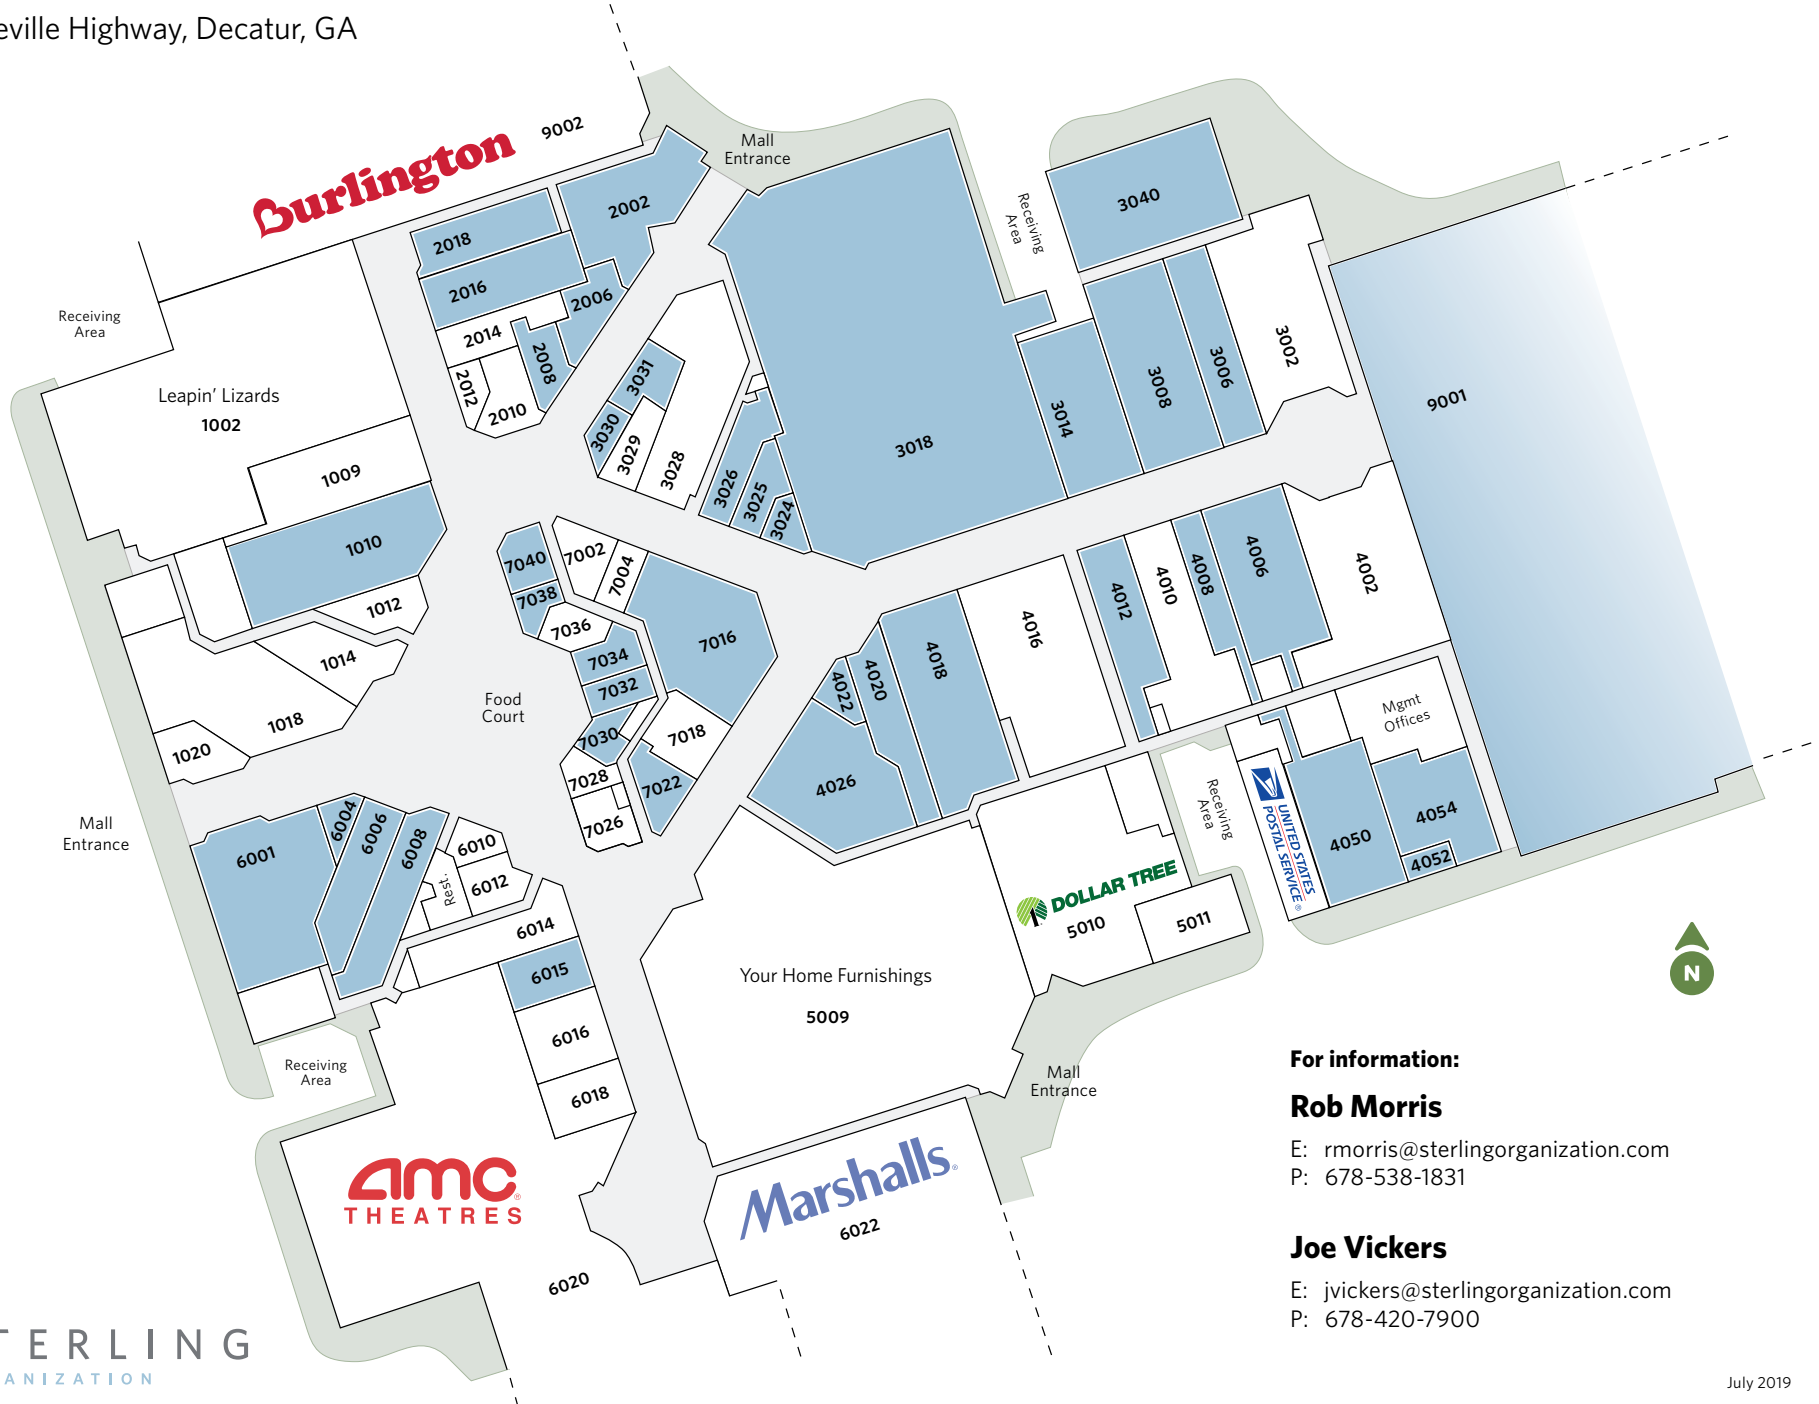 eville Highway, Decatur, GA
Burlington
9002
Mall
Entrance
2002
2018
2016
2006
2014
2008
2012
2010
Receiving
Area
3040
Receiving
Area
Leapin' Lizards
1002
1009
1010
1012
1014
1018
1020
3031
3030
3029
3028
3026
3025
3024
3018
3014
3008
3006
3002
9001
7040
7038
7036
7034
7032
7030
7028
7026
7002
7004
7016
7018
7022
Food
Court
4026
4022
4020
4018
4016
4012
4010
4008
4006
4002
Mgmt
Offices
Receiving
Area
UNITED STATES
POSTAL SERVICE®
4050
4054
4052
Mall
Entrance
6001
6004
6006
6008
6010
6012
Rest.
6014
6015
6016
6018
Receiving
Area
DOLLAR TREE
5010
5011
Your Home Furnishings
5009
Mall
Entrance
amc®
THEATRES
6020
Marshalls®
6022
N
For information:
Rob Morris
E: rmorris@sterlingorganization.com
P: 678-538-1831
Joe Vickers
E: jvickers@sterlingorganization.com
P: 678-420-7900
TERLING
ANIZATION
July 2019